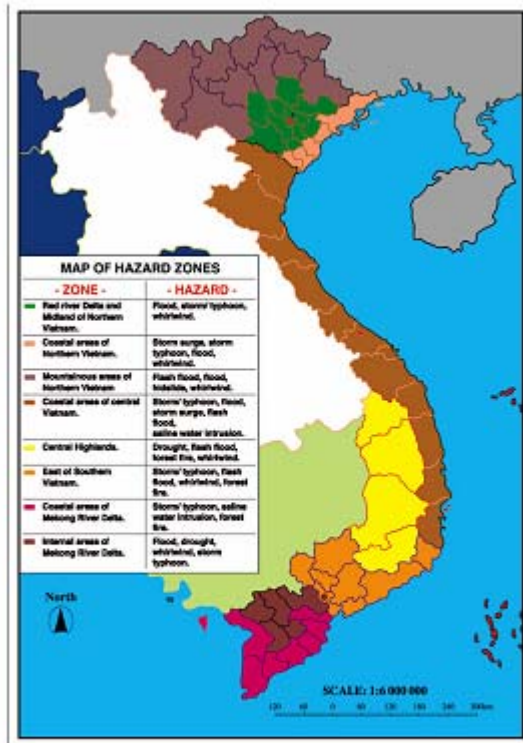 MAP OF HAZARD ZONES
- ZONE - - HAZARD -
Red river Delta and Midland of Northern Vietnam.
Flood, storm/ typhoon, whirlwind.
Coastal areas of Northern Vietnam.
Storm surge, storm typhoon, flood, whirlwind.
Mountainous areas of Northern Vietnam
Flash flood, flood, whirlwind.
Coastal areas of central Vietnam.
Storm/ typhoon, flood, storm surge, flash flood, saline water intrusion.
Central Highlands.
Drought, flash flood, forest fire, whirlwind.
East of Southern Vietnam.
Storm/ typhoon, flash flood, whirlwind, forest fire.
Coastal areas of Mekong River Delta.
Storm/ typhoon, saline water intrusion, forest fire.
Internal areas of Mekong River Delta.
Flood, drought, whirlwind, storm typhoon.
North
SCALE: 1:6 000 000
120 60 0 60 120 180 240 300km